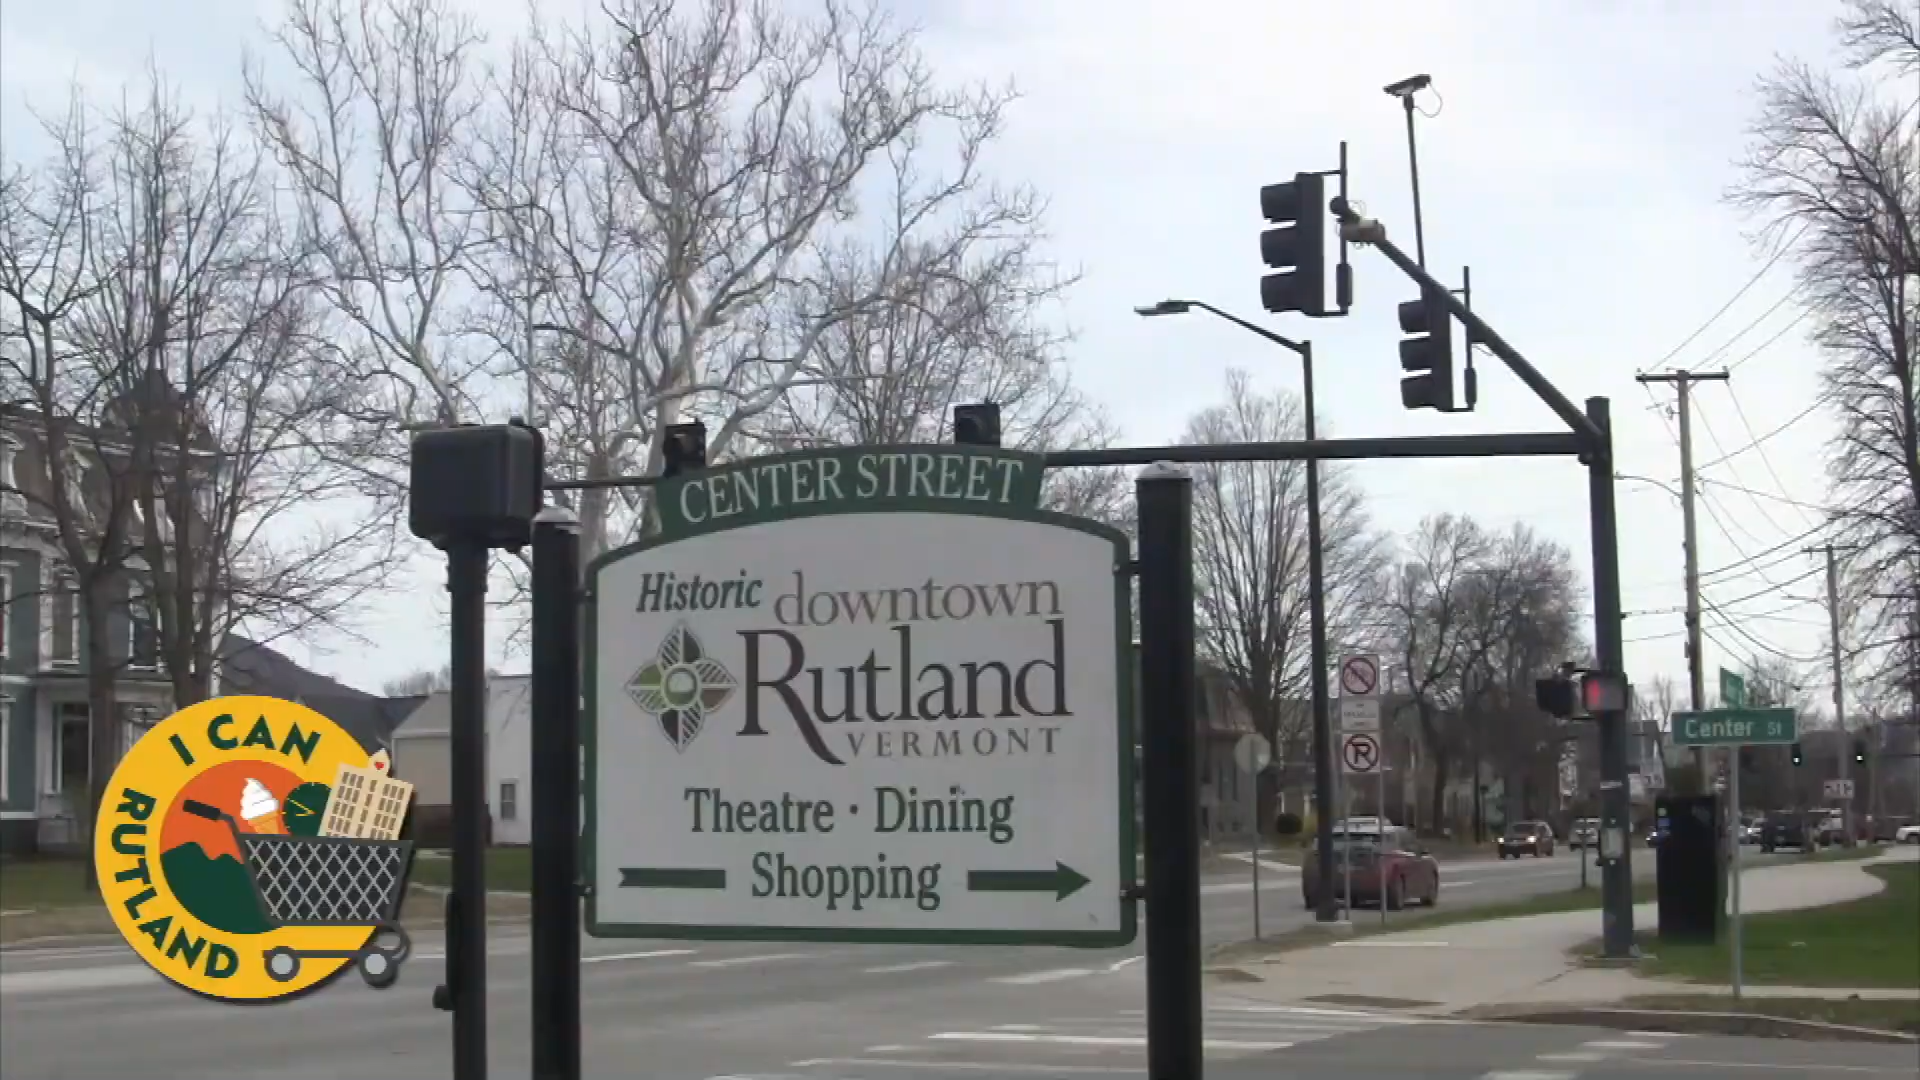 CENTER STREET
Historic downtown
Rutland
VERMONT
Theatre · Dining
Shopping
I CAN
RUTLAND
Center St